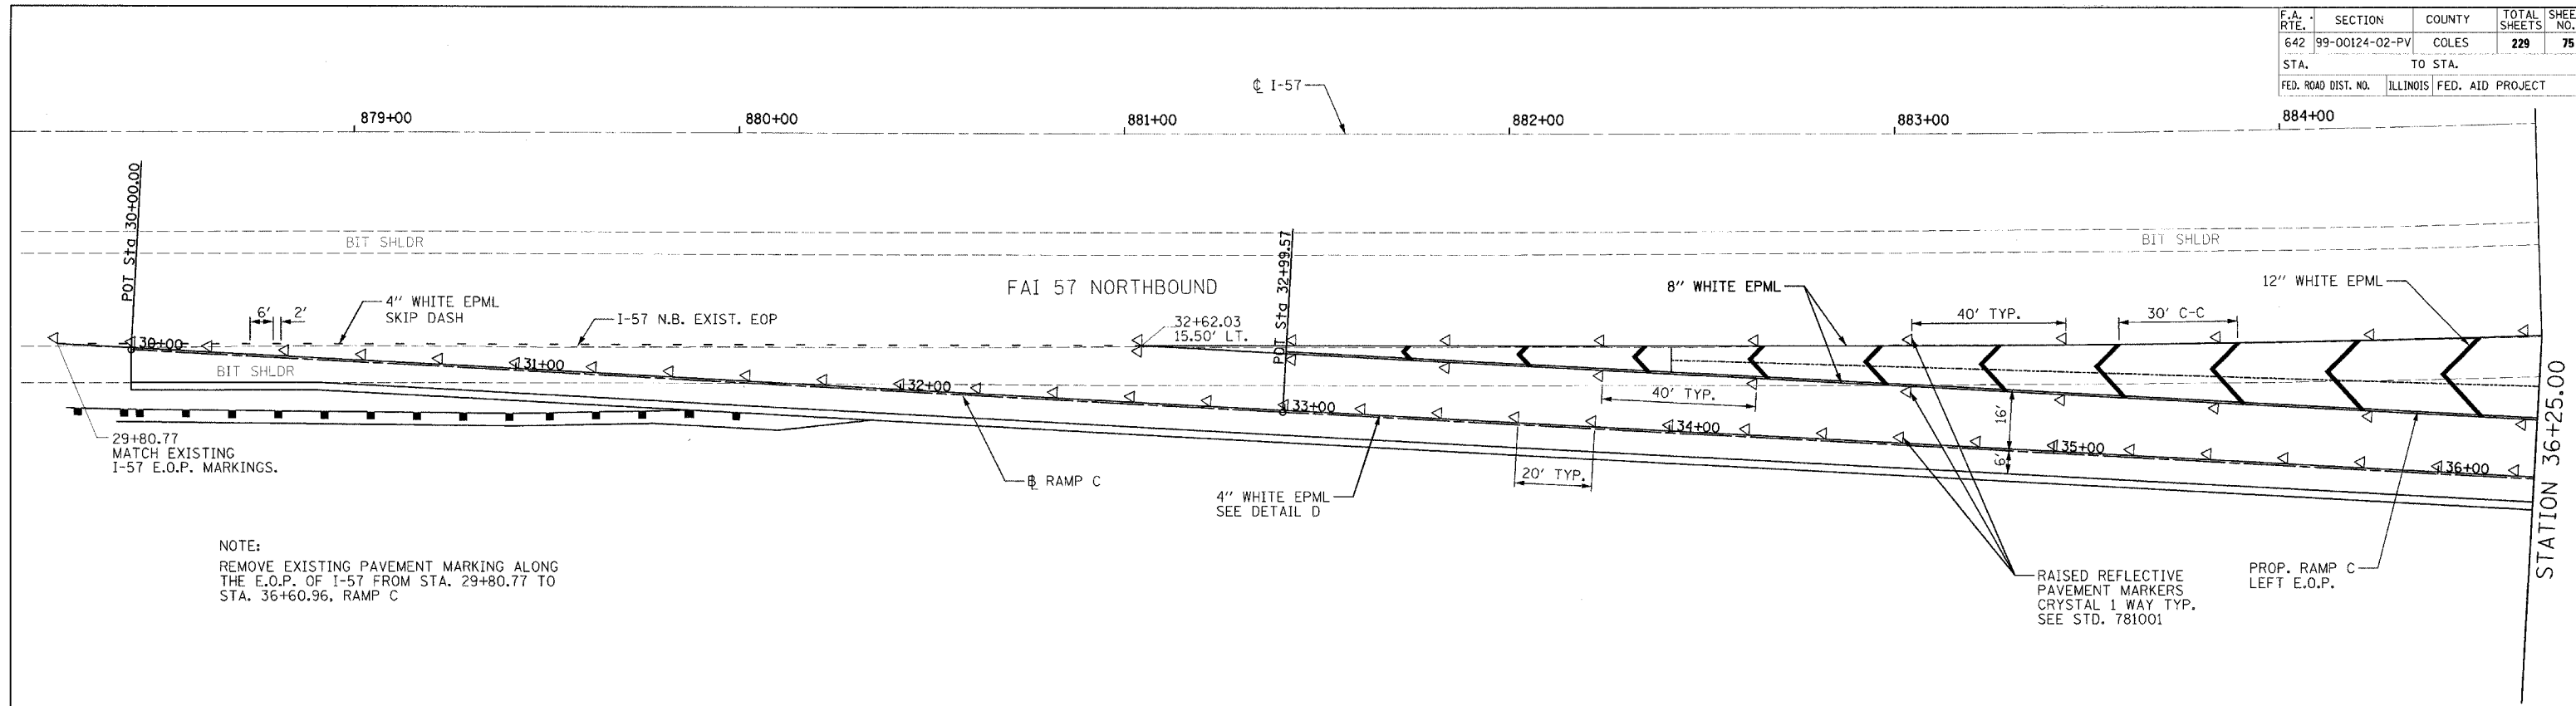 F.A. RTE. SECTION COUNTY TOTAL SHEETS SHEE NO.
642 99-00124-02-PV COLES 229 75
STA. TO STA.
FED. ROAD DIST. NO. ILLINOIS FED. AID PROJECT
℄ I-57
879+00 880+00 881+00 882+00 883+00 884+00
POT Sta 30+00.00
BIT SHLDR
BIT SHLDR
FAI 57 NORTHBOUND
POT Sta 32+99.57
6' 2'
4" WHITE EPML
SKIP DASH
I-57 N.B. EXIST. EOP
32+62.03
15.50' LT.
8" WHITE EPML
40' TYP.
30' C-C
12" WHITE EPML
30+00 31+00 32+00 33+00 34+00 35+00 36+00
BIT SHLDR
40' TYP.
16'
6'
20' TYP.
29+80.77
MATCH EXISTING
I-57 E.O.P. MARKINGS.
RAMP C
4" WHITE EPML
SEE DETAIL D
NOTE:
REMOVE EXISTING PAVEMENT MARKING ALONG
THE E.O.P. OF I-57 FROM STA. 29+80.77 TO
STA. 36+60.96, RAMP C
RAISED REFLECTIVE
PAVEMENT MARKERS
CRYSTAL 1 WAY TYP.
SEE STD. 781001
PROP. RAMP C
LEFT E.O.P.
STATION 36+25.00